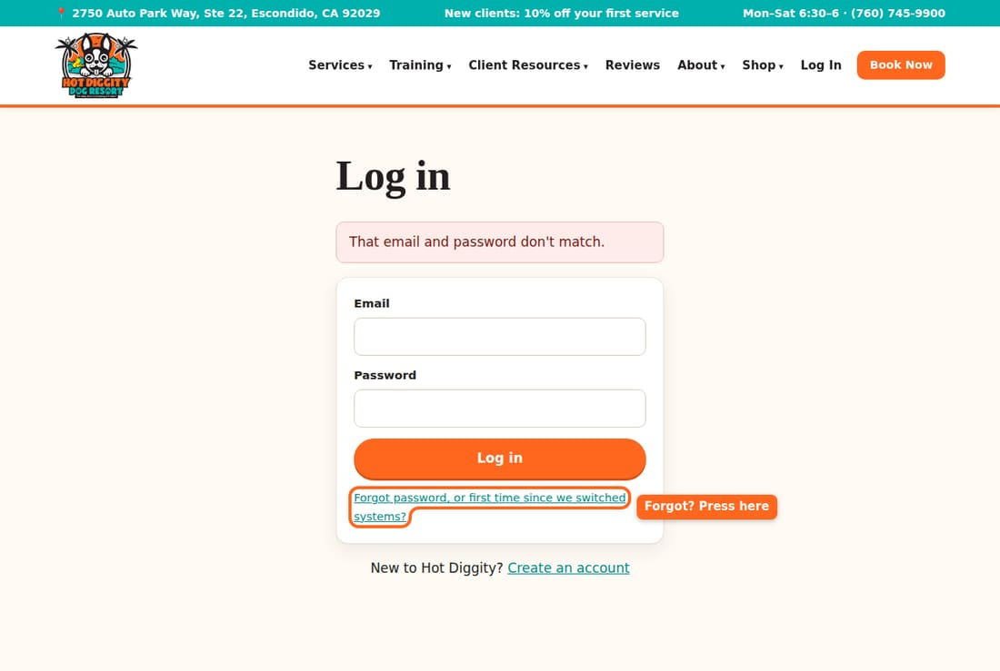 📍 2750 Auto Park Way, Ste 22, Escondido, CA 92029
New clients: 10% off your first service
Mon–Sat 6:30–6 · (760) 745-9900
HOT DIGGITY
DOG RESORT
Services ▾
Training ▾
Client Resources ▾
Reviews
About ▾
Shop ▾
Log In
Book Now
Log in
That email and password don't match.
Email
Password
Log in
Forgot password, or first time since we switched
systems?
Forgot? Press here
New to Hot Diggity? Create an account